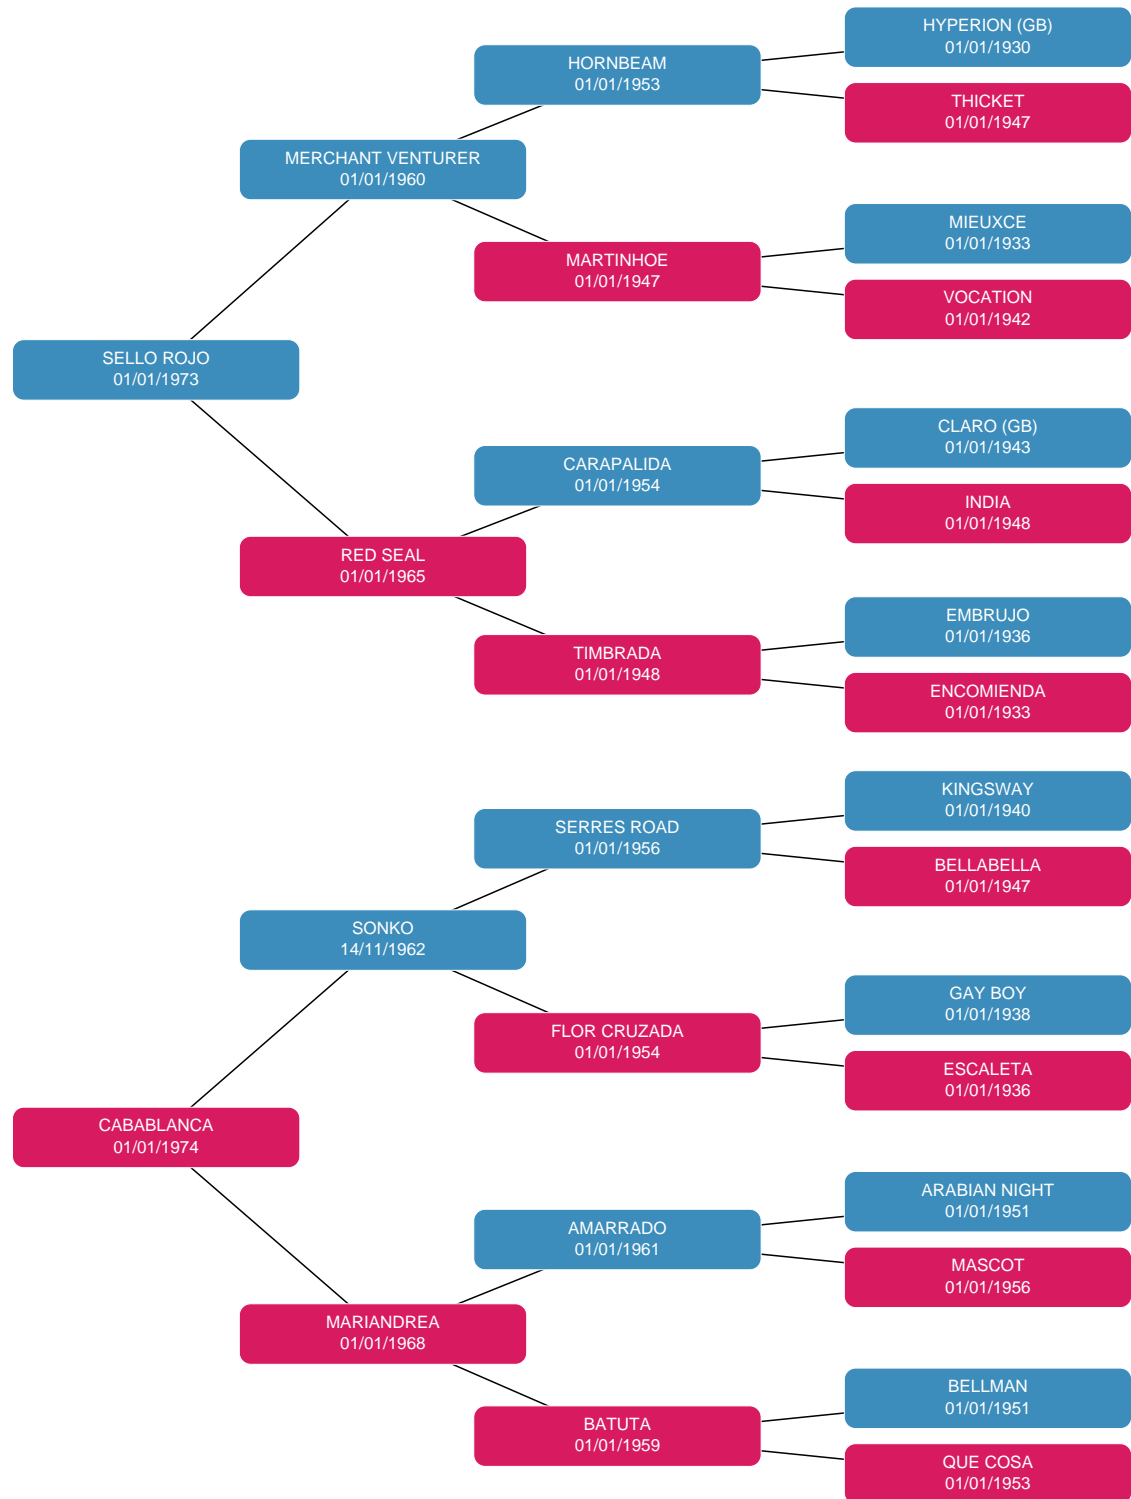 HYPERION (GB)
01/01/1930
HORNBEAM
01/01/1953
THICKET
01/01/1947
MERCHANT VENTURER
01/01/1960
MIEUXCE
01/01/1933
MARTINHOE
01/01/1947
VOCATION
01/01/1942
SELLO ROJO
01/01/1973
CLARO (GB)
01/01/1943
CARAPALIDA
01/01/1954
INDIA
01/01/1948
RED SEAL
01/01/1965
EMBRUJO
01/01/1936
TIMBRADA
01/01/1948
ENCOMIENDA
01/01/1933
KINGSWAY
01/01/1940
SERRES ROAD
01/01/1956
BELLABELLA
01/01/1947
SONKO
14/11/1962
GAY BOY
01/01/1938
FLOR CRUZADA
01/01/1954
ESCALETA
01/01/1936
CABABLANCA
01/01/1974
ARABIAN NIGHT
01/01/1951
AMARRADO
01/01/1961
MASCOT
01/01/1956
MARIANDREA
01/01/1968
BELLMAN
01/01/1951
BATUTA
01/01/1959
QUE COSA
01/01/1953